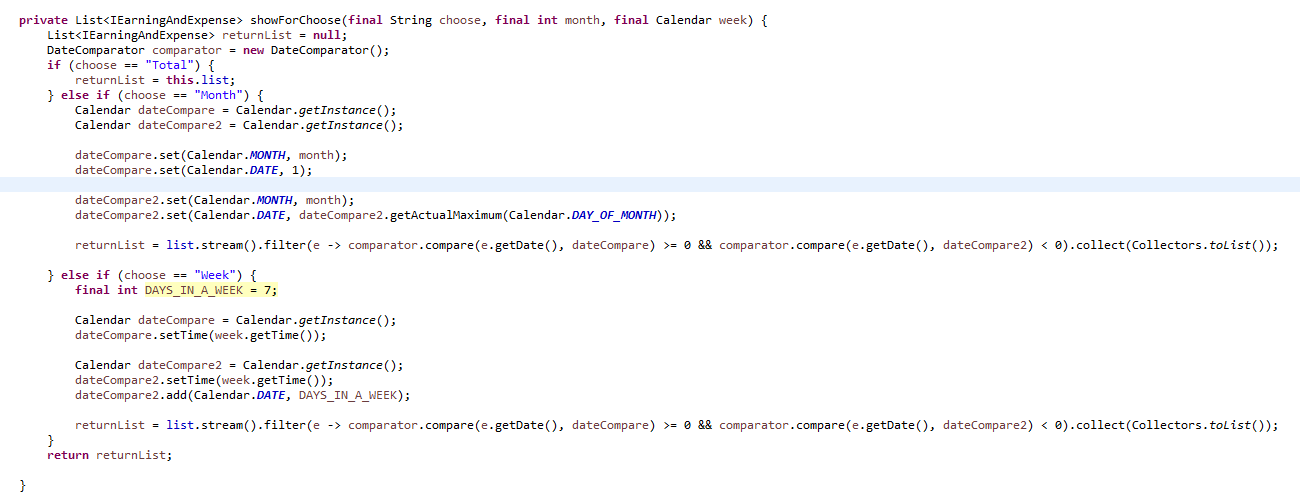 private List<IEarningAndExpense> showForChoose(final String choose, final int month, final Calendar week) {
List<IEarningAndExpense> returnList = null;
DateComparator comparator = new DateComparator();
if (choose == "Total") {
returnList = this.list;
} else if (choose == "Month") {
Calendar dateCompare = Calendar.getInstance();
Calendar dateCompare2 = Calendar.getInstance();
dateCompare.set(Calendar.MONTH, month);
dateCompare.set(Calendar.DATE, 1);
dateCompare2.set(Calendar.MONTH, month);
dateCompare2.set(Calendar.DATE, dateCompare2.getActualMaximum(Calendar.DAY_OF_MONTH));
returnList = list.stream().filter(e -> comparator.compare(e.getDate(), dateCompare) >= 0 && comparator.compare(e.getDate(), dateCompare2) < 0).collect(Collectors.toList());
} else if (choose == "Week") {
final int DAYS_IN_A_WEEK = 7;
Calendar dateCompare = Calendar.getInstance();
dateCompare.setTime(week.getTime());
Calendar dateCompare2 = Calendar.getInstance();
dateCompare2.setTime(week.getTime());
dateCompare2.add(Calendar.DATE, DAYS_IN_A_WEEK);
returnList = list.stream().filter(e -> comparator.compare(e.getDate(), dateCompare) >= 0 && comparator.compare(e.getDate(), dateCompare2) < 0).collect(Collectors.toList());
}
return returnList;
}